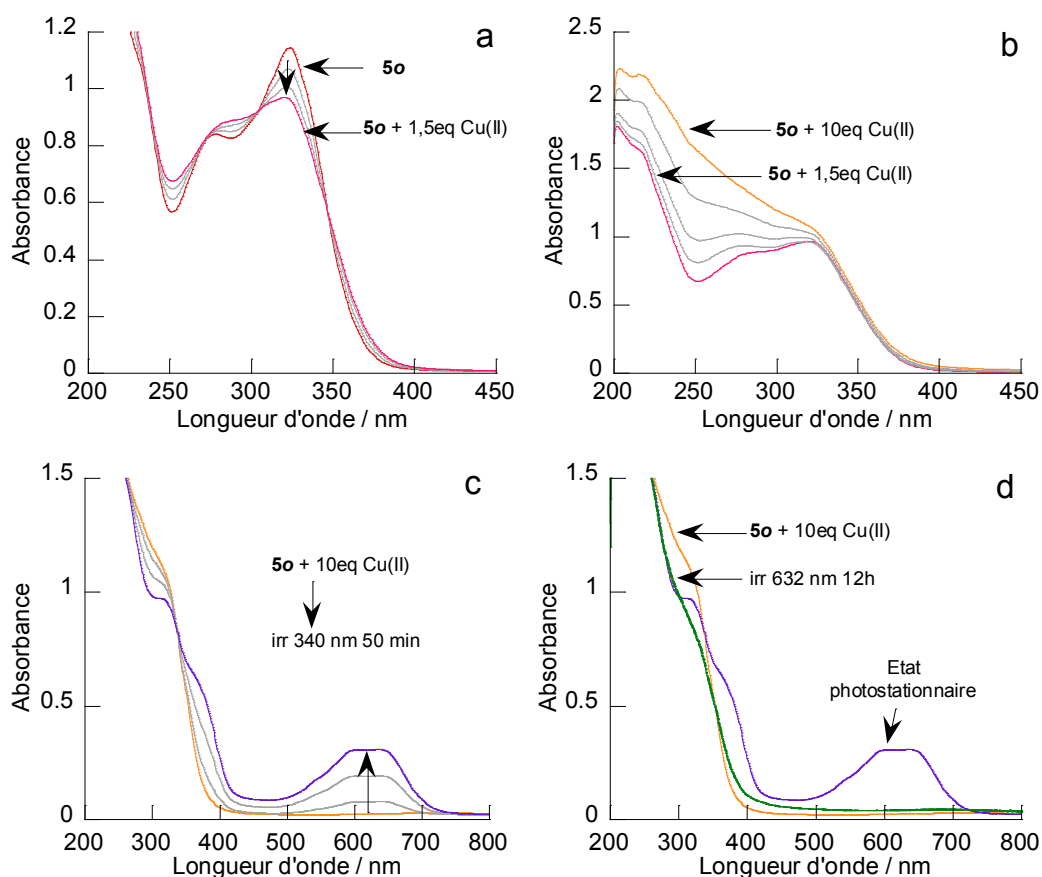 a
1.2
1
0.8
0.6
0.4
0.2
0
Absorbance
5o
5o + 1,5eq Cu(II)
200 250 300 350 400 450
Longueur d'onde / nm
b
2.5
2
1.5
1
0.5
0
Absorbance
5o + 10eq Cu(II)
5o + 1,5eq Cu(II)
200 250 300 350 400 450
Longueur d'onde / nm
c
1.5
1
0.5
0
Absorbance
5o + 10eq Cu(II)
irr 340 nm 50 min
200 300 400 500 600 700 800
Longueur d'onde / nm
d
1.5
1
0.5
0
Absorbance
5o + 10eq Cu(II)
irr 632 nm 12h
Etat
photostationnaire
200 300 400 500 600 700 800
Longueur d'onde / nm